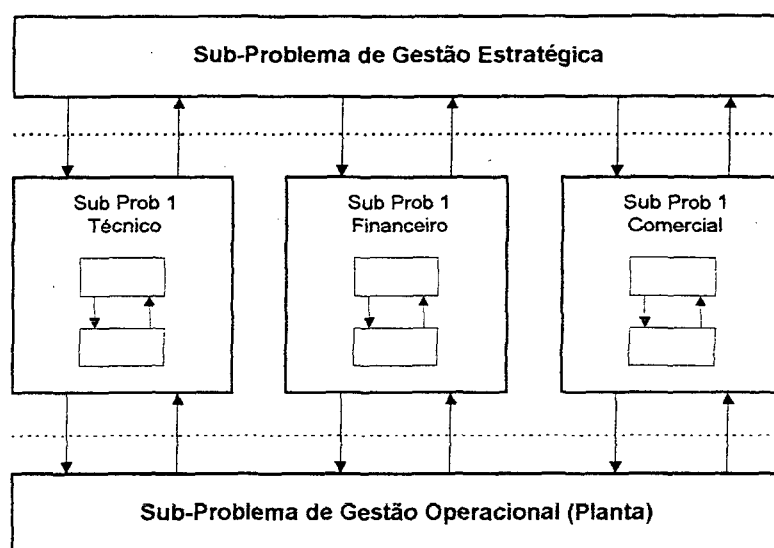 Sub-Problema de Gestão Estratégica
Sub Prob 1
Técnico
Sub Prob 1
Financeiro
Sub Prob 1
Comercial
Sub-Problema de Gestão Operacional (Planta)